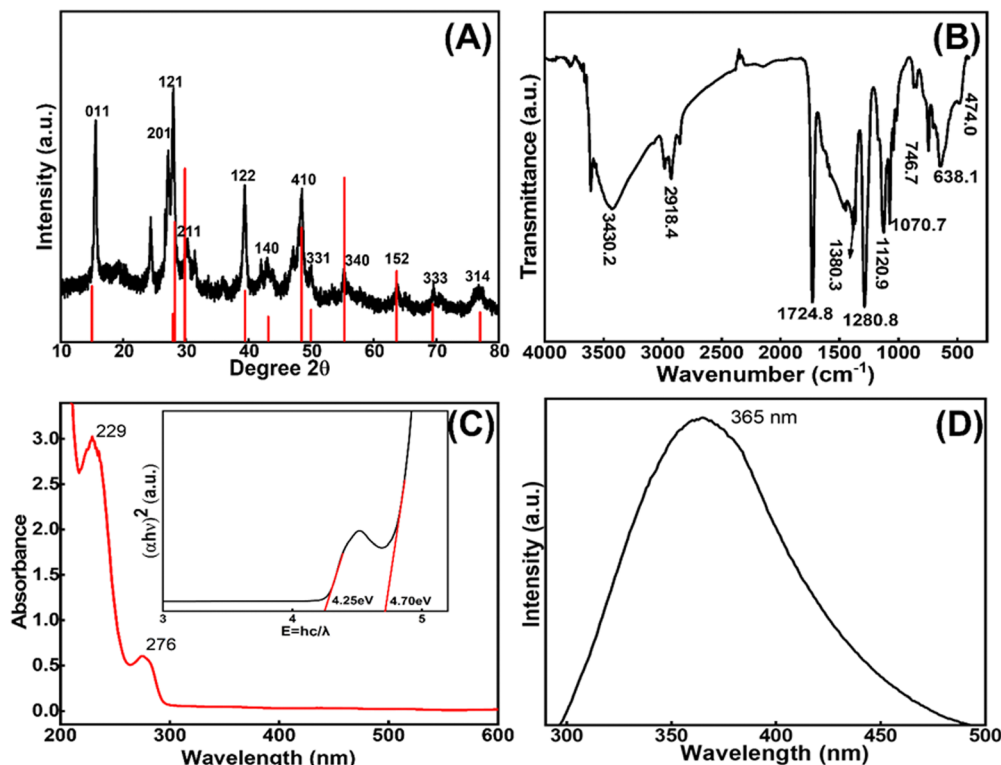 (A)
Intensity (a.u.)
011
201
121
211
122
140
410
331
340
152
333
314
10 20 30 40 50 60 70 80
Degree 2θ
(B)
Transmittance (a.u.)
3430.2
2918.4
1724.8
1380.3
1280.8
1120.9
1070.7
746.7
638.1
474.0
4000 3500 3000 2500 2000 1500 1000 500
Wavenumber (cm⁻¹)
(C)
Absorbance
3.0
2.5
2.0
1.5
1.0
0.5
0.0
229
276
(αhν)² (a.u.)
4.25eV
4.70eV
3 4 5
E=hc/λ
200 300 400 500 600
Wavelength (nm)
(D)
Intensity (a.u.)
365 nm
300 350 400 450 500
Wavelength (nm)